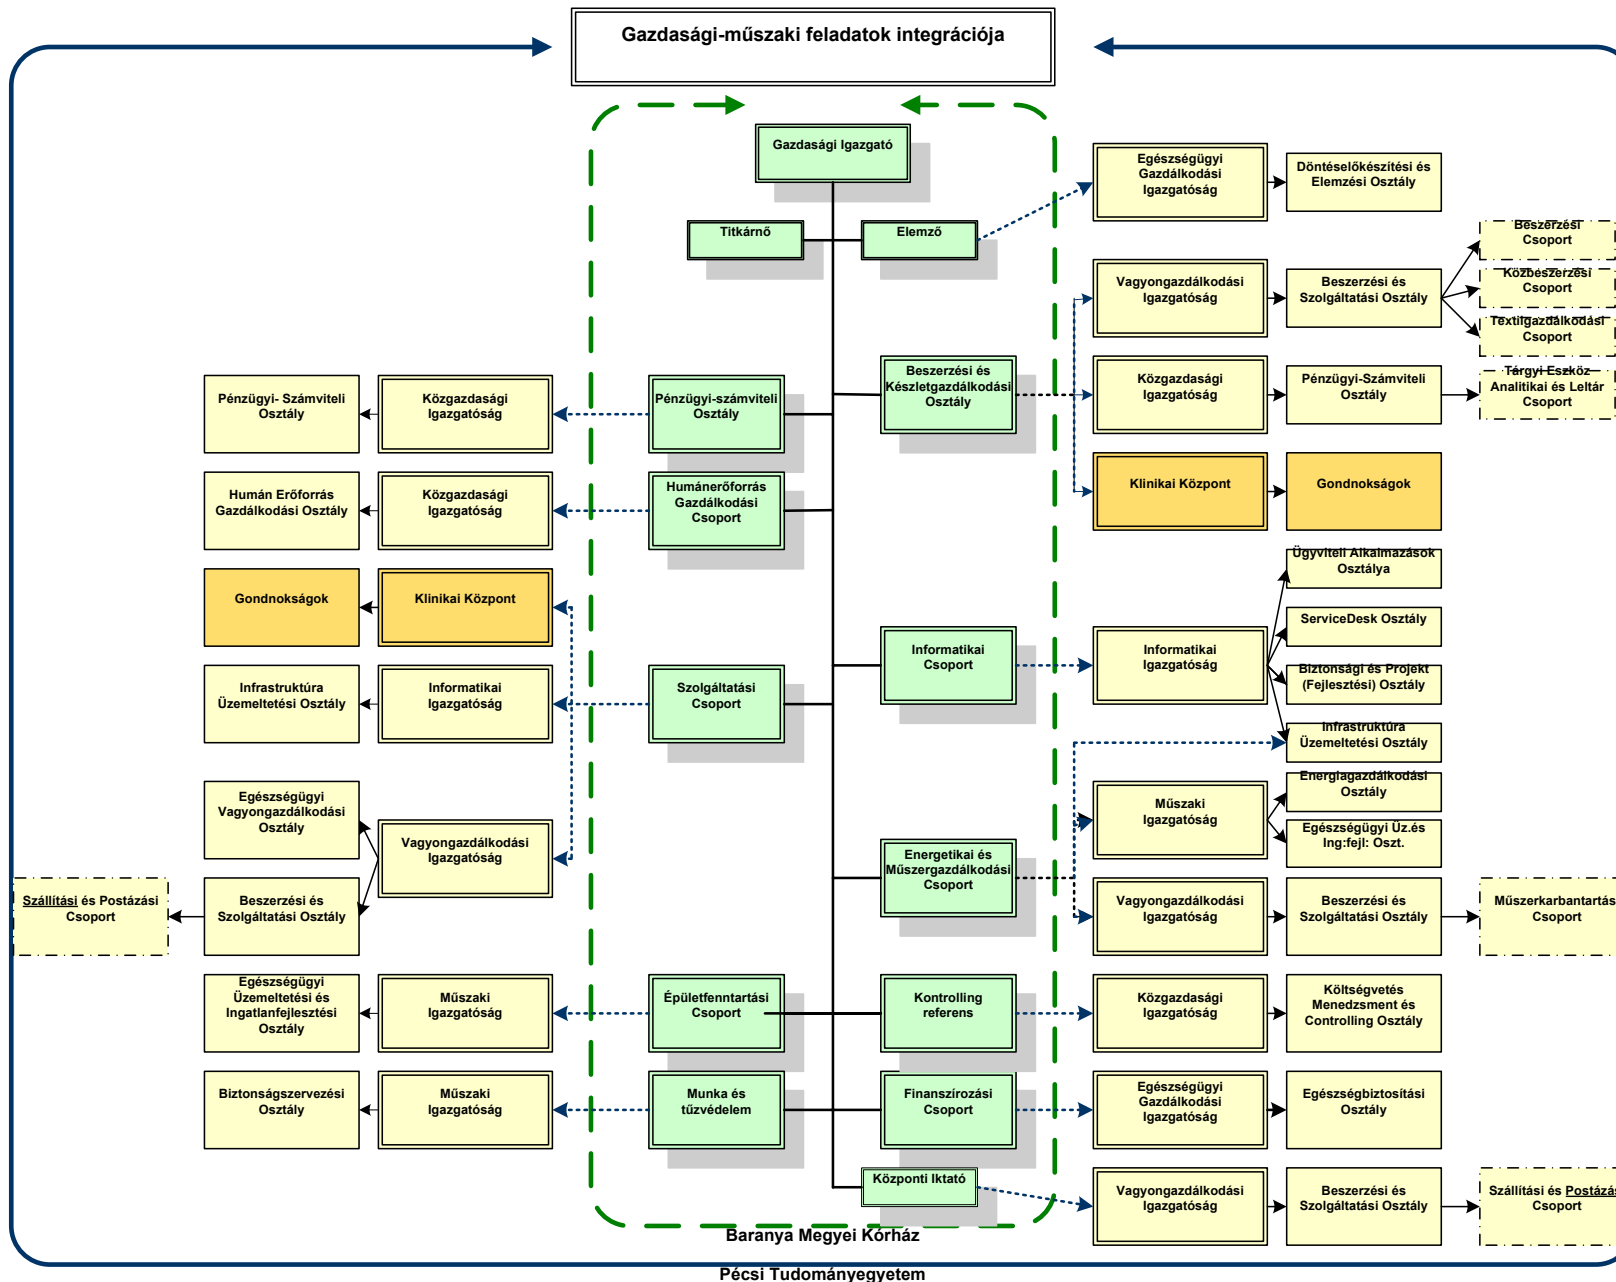 Gazdasági-műszaki feladatok integrációja
Gazdasági Igazgató
Titkárnő
Elemző
Egészségügyi
Gazdálkodási
Igazgatóság
Döntéselőkészítési és
Elemzési Osztály
Beszerzési
Csoport
Közbeszerzési
Csoport
Textilgazdálkodási
Csoport
Vagyongazdálkodási
Igazgatóság
Beszerzési és
Szolgáltatási Osztály
Pénzügyi- Számviteli
Osztály
Közgazdasági
Igazgatóság
Pénzügyi-számviteli
Osztály
Beszerzési és
Készletgazdálkodási
Osztály
Közgazdasági
Igazgatóság
Pénzügyi-Számviteli
Osztály
Tárgyi Eszköz
Analitikai és Leltár
Csoport
Humán Erőforrás
Gazdálkodási Osztály
Közgazdasági
Igazgatóság
Humánerőforrás
Gazdálkodási
Csoport
Klinikai Központ
Gondnokságok
Gondnokságok
Klinikai Központ
Ügyviteli Alkalmazások
Osztálya
ServiceDesk Osztály
Biztonsági és Projekt
(Fejlesztési) Osztály
Infrastruktúra
Üzemeltetési Osztály
Informatikai
Csoport
Informatikai
Igazgatóság
Infrastruktúra
Üzemeltetési Osztály
Informatikai
Igazgatóság
Szolgáltatási
Csoport
Egészségügyi
Vagyongazdálkodási
Osztály
Vagyongazdálkodási
Igazgatóság
Beszerzési és
Szolgáltatási Osztály
Szállítási és Postázási
Csoport
Energetikai és
Műszergazdálkodási
Csoport
Műszaki
Igazgatóság
Energiagazdálkodási
Osztály
Egészségügyi Üz.és
Ing:fejl: Oszt.
Vagyongazdálkodási
Igazgatóság
Beszerzési és
Szolgáltatási Osztály
Műszerkarbantartás
Csoport
Egészségügyi
Üzemeltetési és
Ingatlanfejlesztési
Osztály
Műszaki
Igazgatóság
Épületfenntartási
Csoport
Kontrolling
referens
Közgazdasági
Igazgatóság
Költségvetés
Menedzsment és
Controlling Osztály
Biztonságszervezési
Osztály
Műszaki
Igazgatóság
Munka és
tűzvédelem
Finanszírozási
Csoport
Egészségügyi
Gazdálkodási
Igazgatóság
Egészségbiztosítási
Osztály
Központi Iktató
Vagyongazdálkodási
Igazgatóság
Beszerzési és
Szolgáltatási Osztály
Szállítási és Postázás
Csoport
Baranya Megyei Kórház
Pécsi Tudományegyetem